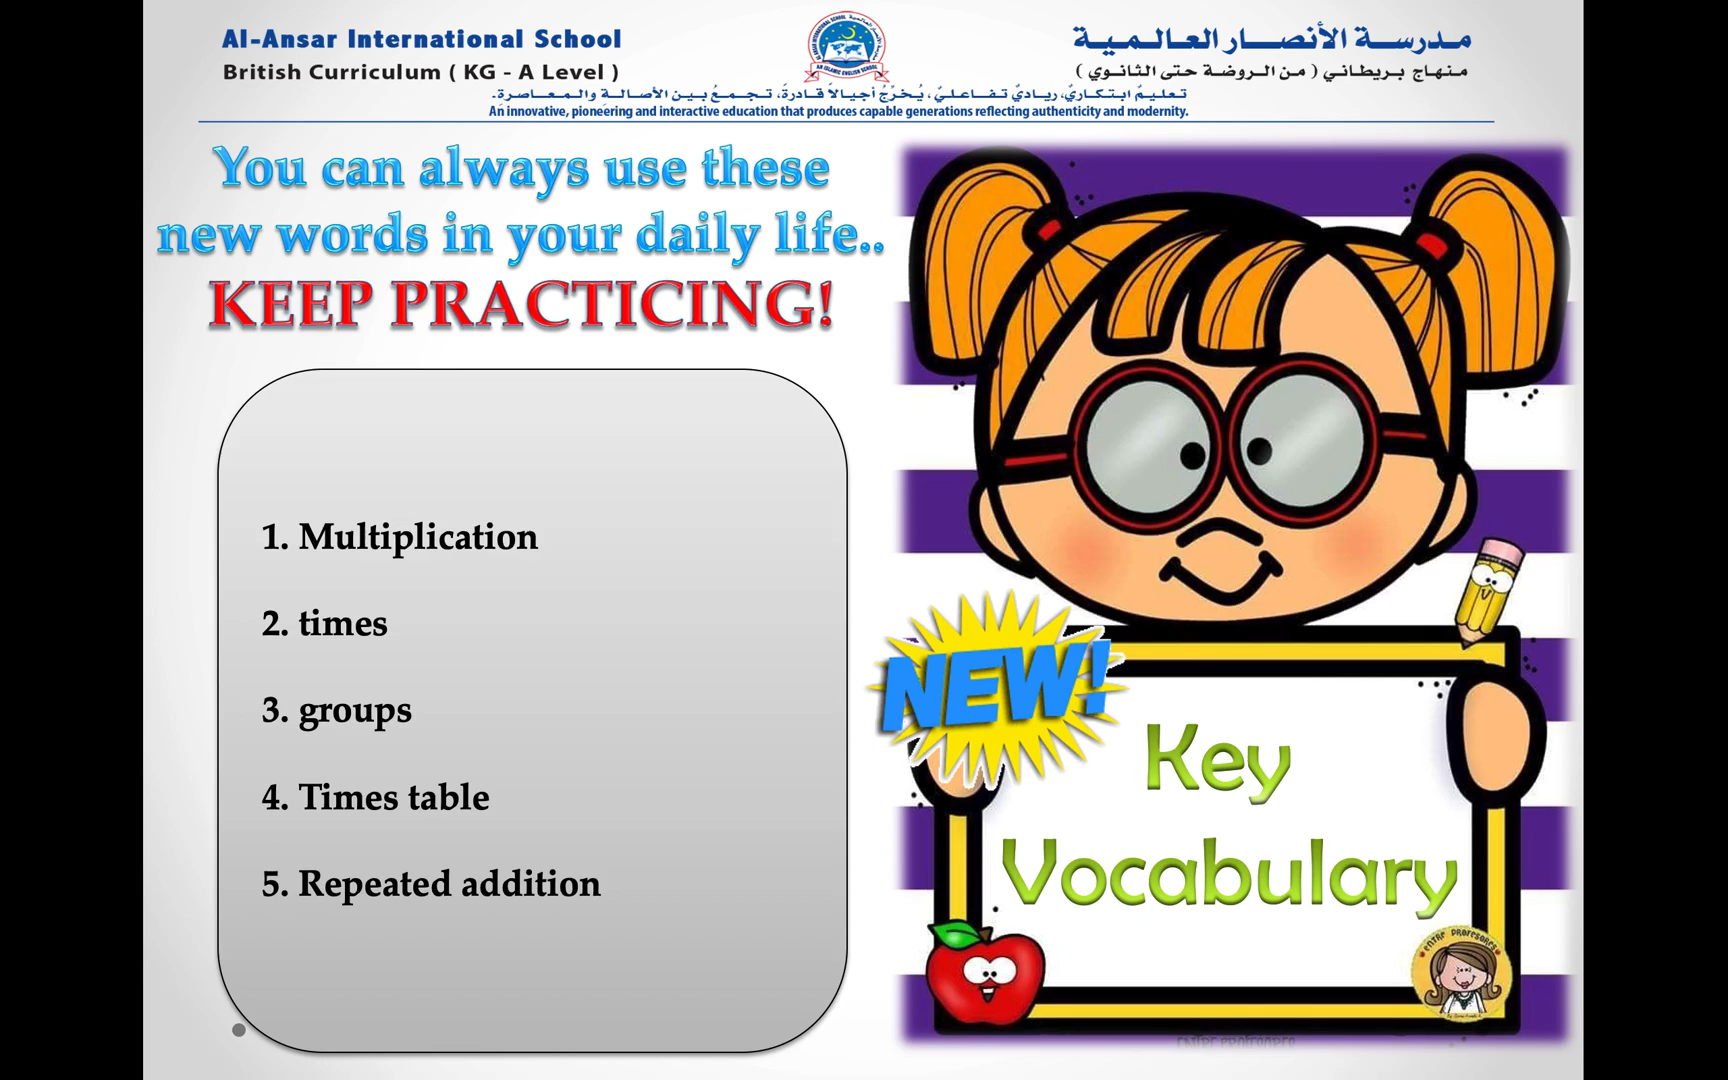 Al-Ansar International School
British Curriculum ( KG - A Level )
مدرسة الأنصار العالمية
منهاج بريطاني ( من الروضة حتى الثانوي )
تعليمٌ ابتكاريٌ، رياديٌ تفاعليٌ، يُخرِّجُ أجيالاً قادرةً، تجمعُ بين الأصالة والمعاصرة.
An innovative, pioneering and interactive education that produces capable generations reflecting authenticity and modernity.
You can always use these
new words in your daily life..
KEEP PRACTICING!
1. Multiplication
2. times
3. groups
4. Times table
5. Repeated addition
NEW!
Key
Vocabulary
ENTRE PROFESORES